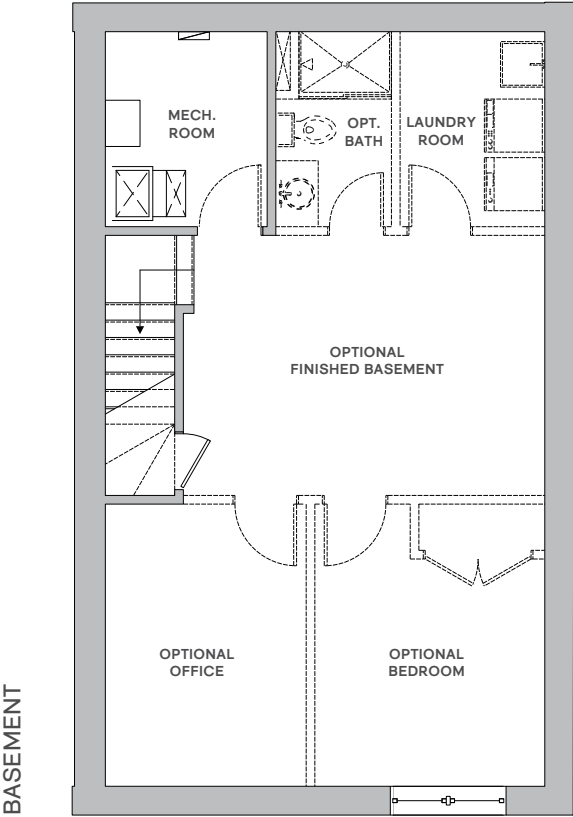 MECH.
ROOM
OPT.
BATH
LAUNDRY
ROOM
OPTIONAL
FINISHED BASEMENT
OPTIONAL
OFFICE
OPTIONAL
BEDROOM
BASEMENT